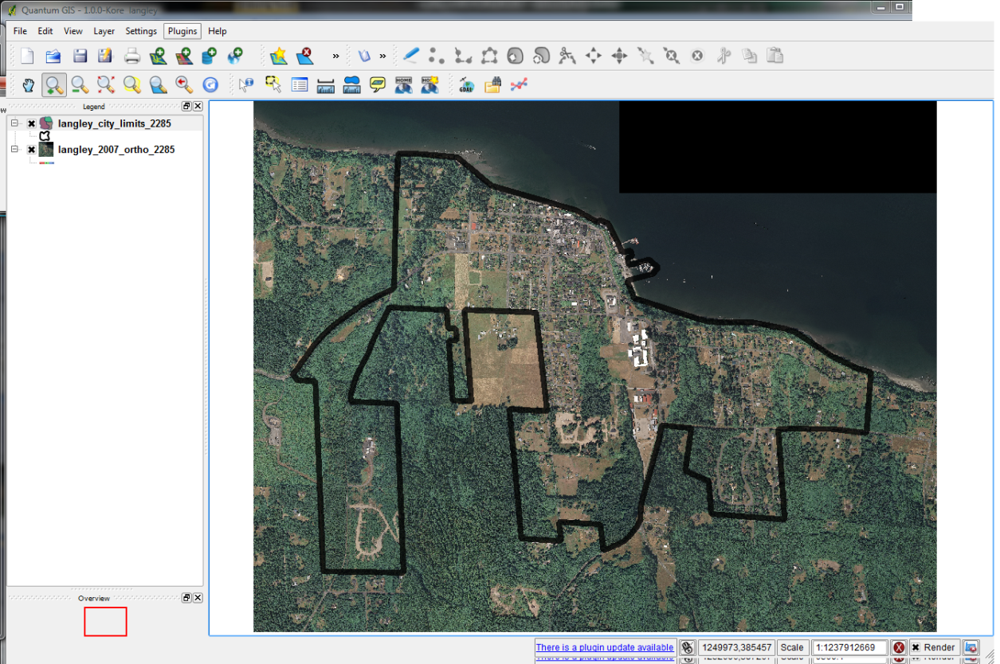 Quantum GIS - 1.0.0-Kore langley
File Edit View Layer Settings Plugins Help
Legend
langley_city_limits_2285
langley_2007_ortho_2285
Overview
There is a plugin update available 1249973,385457 Scale 1:1237912669 Render